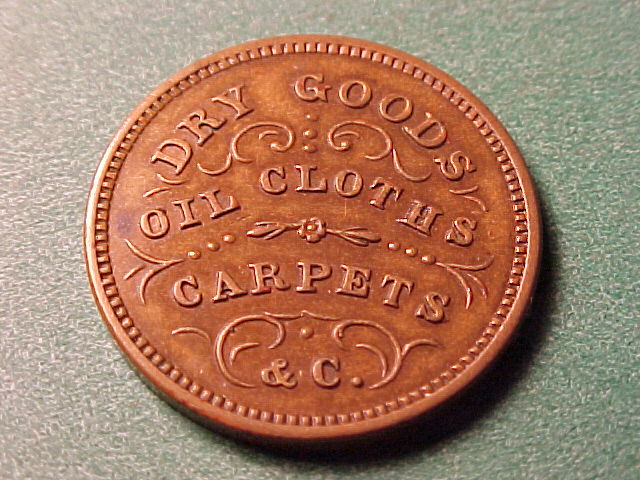 DRY GOODS
OIL CLOTHS
CARPETS
& C.